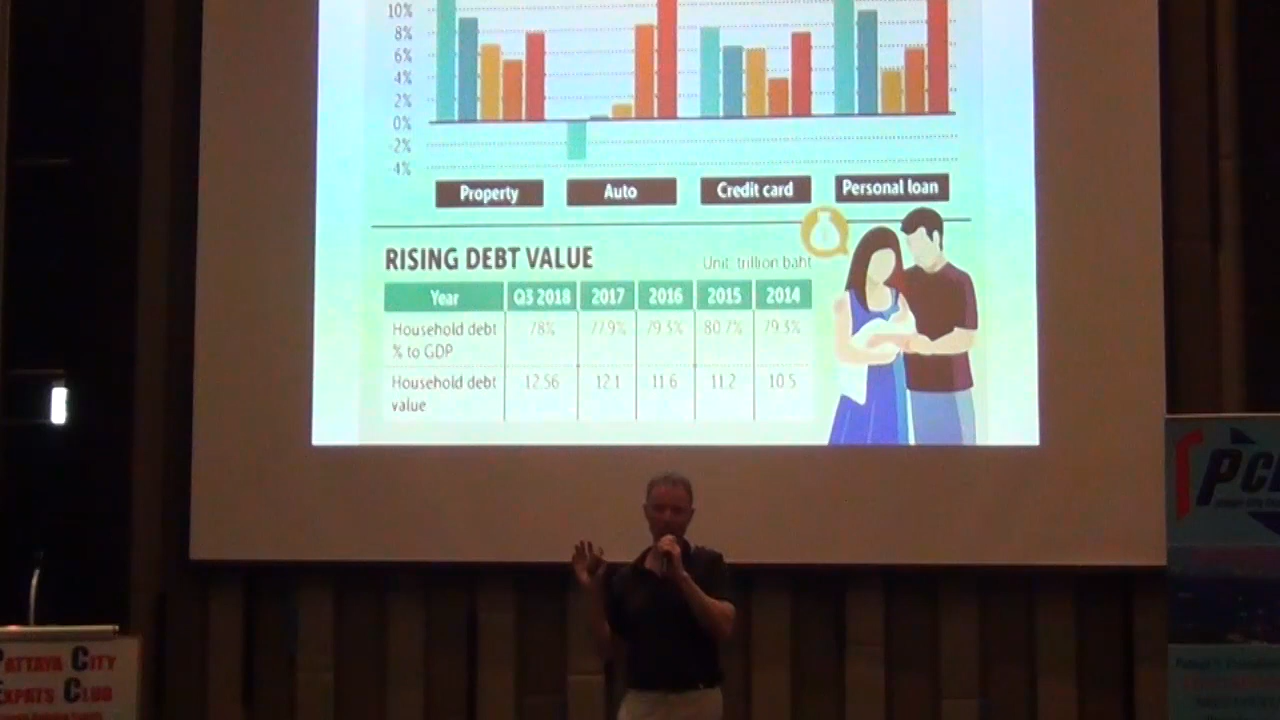 10%
8%
6%
4%
2%
0%
-2%
-4%
Property Auto Credit card Personal loan
RISING DEBT VALUE
Unit: trillion baht
Year Q3 2018 2017 2016 2015 2014
Household debt % to GDP 78% 77.9% 79.3% 80.7% 79.3%
Household debt value 12.56 12.1 11.6 11.2 10.5
PATTAYA CITY
EXPATS CLUB